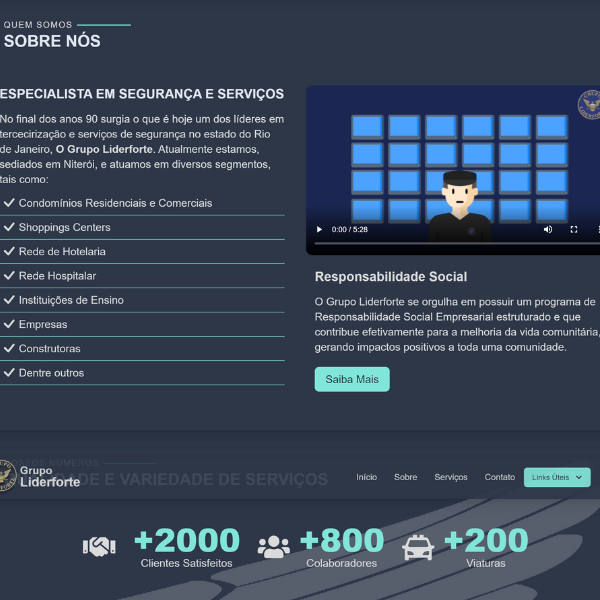 QUEM SOMOS
SOBRE NÓS
ESPECIALISTA EM SEGURANÇA E SERVIÇOS
No final dos anos 90 surgia o que é hoje um dos líderes em
tercecirização e serviços de segurança no estado do Rio
de Janeiro, O Grupo Liderforte. Atualmente estamos,
sediados em Niterói, e atuamos em diversos segmentos,
tais como:
Condomínios Residenciais e Comerciais
Shoppings Centers
Rede de Hotelaria
Rede Hospitalar
Instituições de Ensino
Empresas
Construtoras
Dentre outros
0:00 / 5:28
Responsabilidade Social
O Grupo Liderforte se orgulha em possuir um programa de
Responsabilidade Social Empresarial estruturado e que
contribue efetivamente para a melhoria da vida comunitária,
gerando impactos positivos a toda uma comunidade.
Saiba Mais
NOSSOS NÚMEROS
E VARIEDADE DE SERVIÇOS
Grupo
Liderforte
Início
Sobre
Serviços
Contato
Links Úteis
+2000
Clientes Satisfeitos
+800
Colaboradores
+200
Viaturas